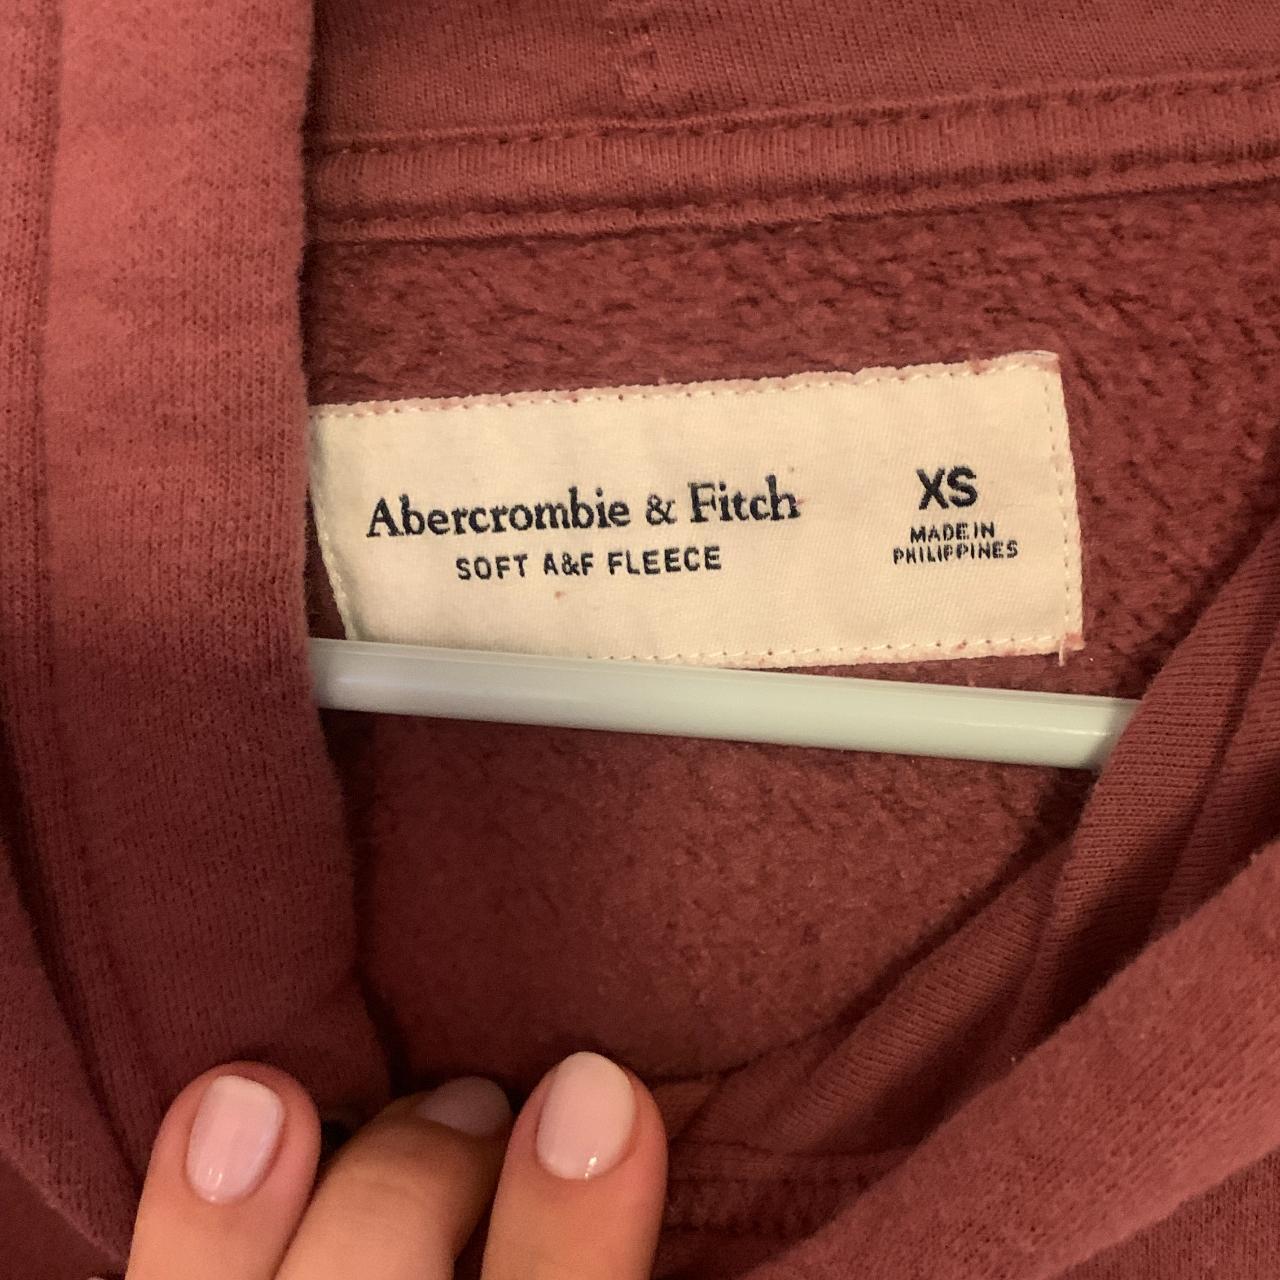 Abercrombie & Fitch
SOFT A&F FLEECE
XS
MADE IN
PHILIPPINES